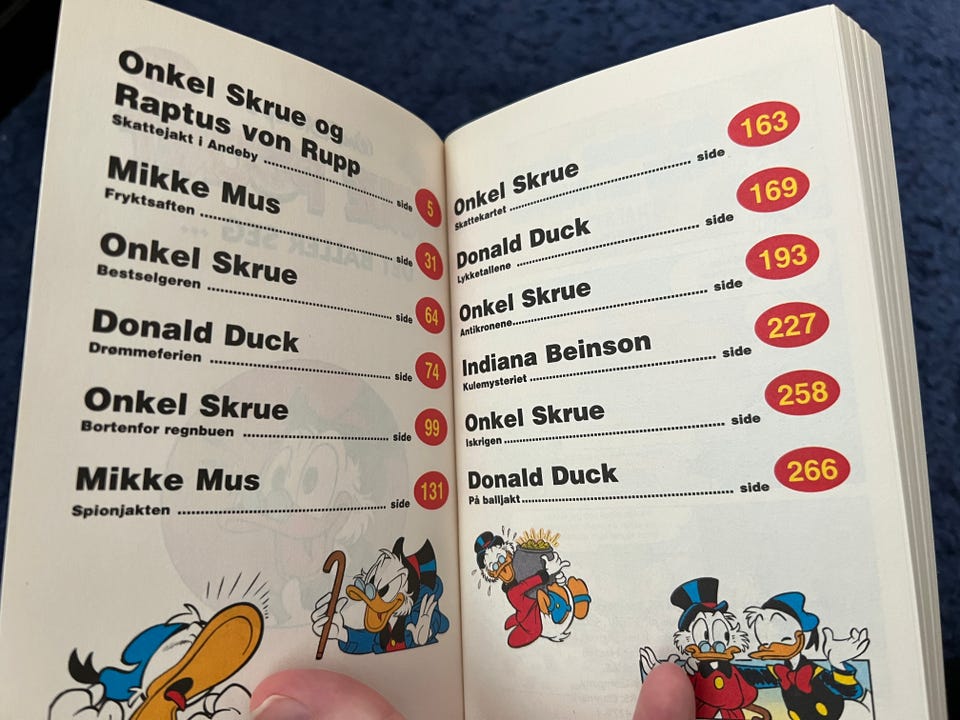 Onkel Skrue og
Raptus von Rupp
Skattejakt i Andeby ........ side 5
Mikke Mus
Fryktsaften ........ side 31
Onkel Skrue
Bestselgeren ........ side 64
Donald Duck
Drømmeferien ........ side 74
Onkel Skrue
Bortenfor regnbuen ........ side 99
Mikke Mus
Spionjakten ........ side 131
Onkel Skrue
Skattekartet ........ side 163
Donald Duck
Lykketallene ........ side 169
Onkel Skrue
Antikronene ........ side 193
Indiana Beinson
Kulemysteriet ........ side 227
Onkel Skrue
Iskrigen ........ side 258
Donald Duck
På balljakt ........ side 266